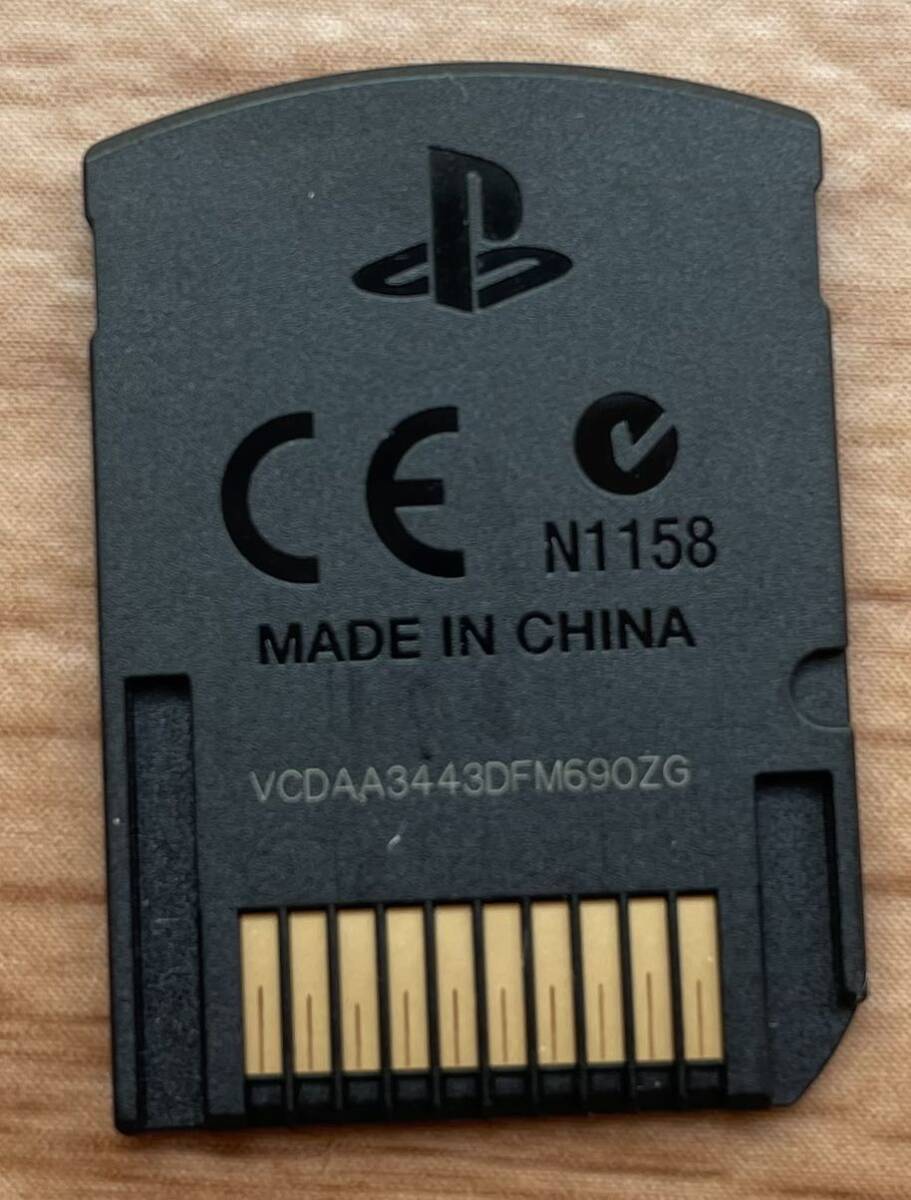 CE
N1158
MADE IN CHINA
VCDAA3443DFM690ZG